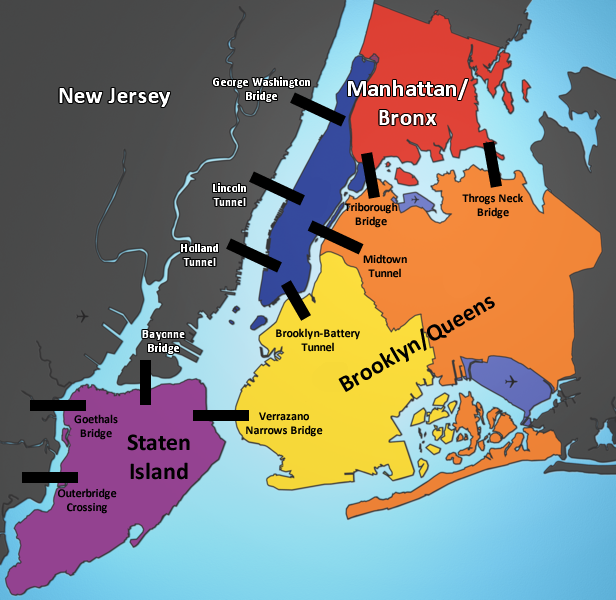 New Jersey
George Washington
Bridge
Manhattan/
Bronx
Lincoln
Tunnel
Triborough
Bridge
Throgs Neck
Bridge
Holland
Tunnel
Midtown
Tunnel
Bayonne
Bridge
Brooklyn-Battery
Tunnel
Brooklyn/Queens
Goethals
Bridge
Verrazano
Narrows Bridge
Staten
Island
Outerbridge
Crossing